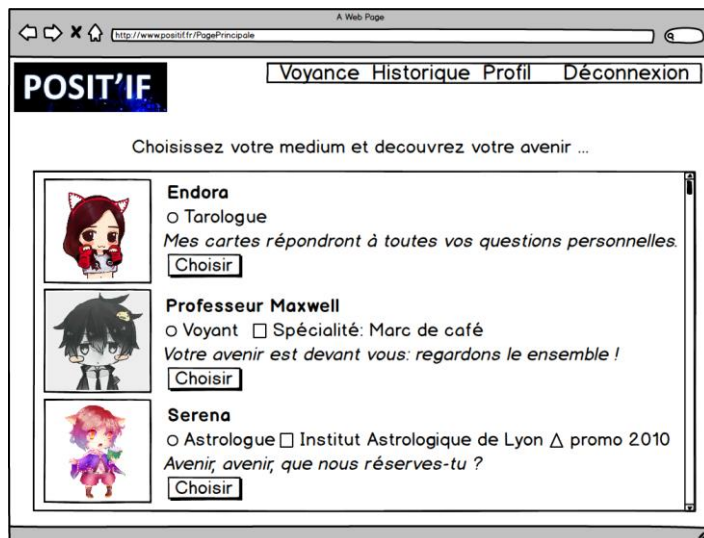 A Web Page
http://www.positif.fr/PagePrincipale
POSIT'IF
Voyance Historique Profil Déconnexion
Choisissez votre medium et decouvrez votre avenir ...
Endora
Tarologue
Mes cartes répondront à toutes vos questions personnelles.
Choisir
Professeur Maxwell
Voyant Spécialité: Marc de café
Votre avenir est devant vous: regardons le ensemble !
Choisir
Serena
Astrologue Institut Astrologique de Lyon promo 2010
Avenir, avenir, que nous réserves-tu ?
Choisir